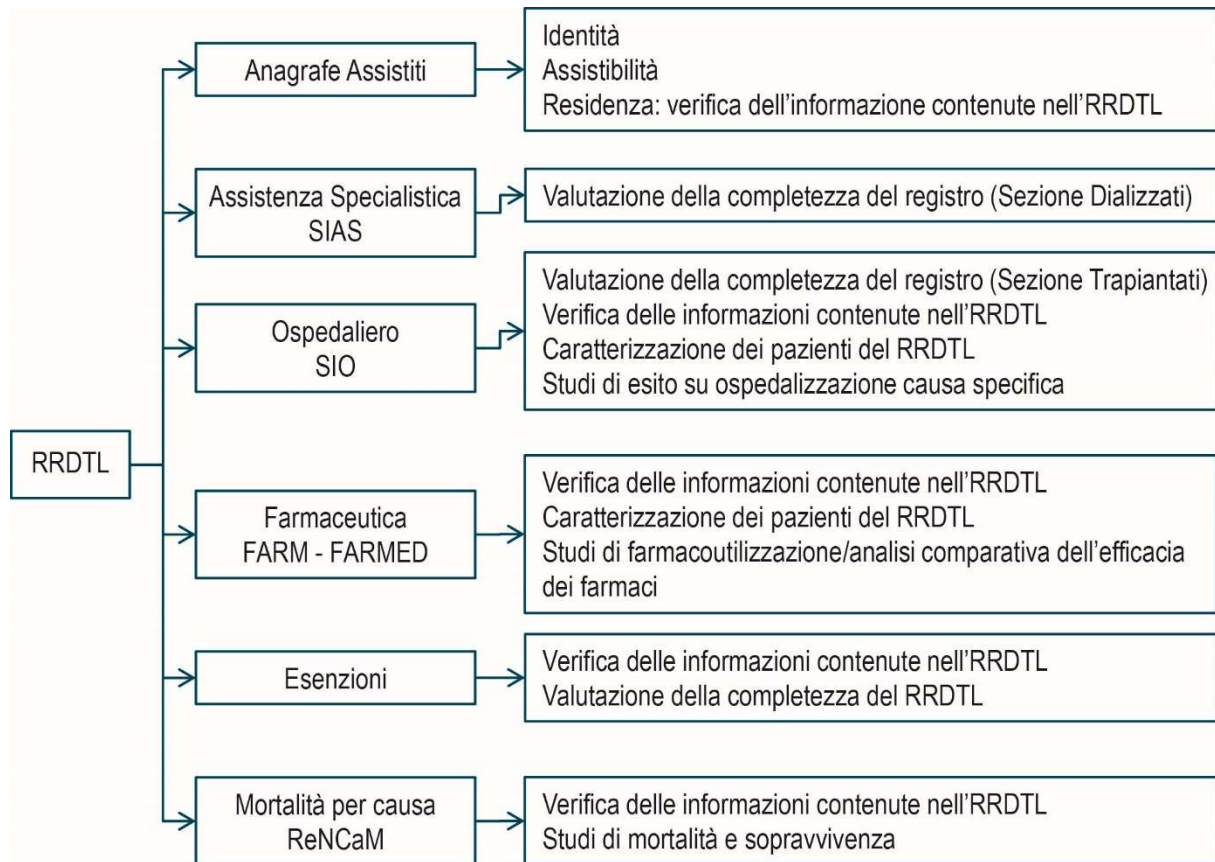 RRDTL
Anagrafe Assistiti
Identità
Assistibilità
Residenza: verifica dell'informazione contenute nell'RRDTL
Assistenza Specialistica
SIAS
Valutazione della completezza del registro (Sezione Dializzati)
Ospedaliero
SIO
Valutazione della completezza del registro (Sezione Trapiantati)
Verifica delle informazioni contenute nell'RRDTL
Caratterizzazione dei pazienti del RRDTL
Studi di esito su ospedalizzazione causa specifica
Farmaceutica
FARM - FARMED
Verifica delle informazioni contenute nell'RRDTL
Caratterizzazione dei pazienti del RRDTL
Studi di farmacoutilizzazione/analisi comparativa dell'efficacia
dei farmaci
Esenzioni
Verifica delle informazioni contenute nell'RRDTL
Valutazione della completezza del RRDTL
Mortalità per causa
ReNCaM
Verifica delle informazioni contenute nell'RRDTL
Studi di mortalità e sopravvivenza